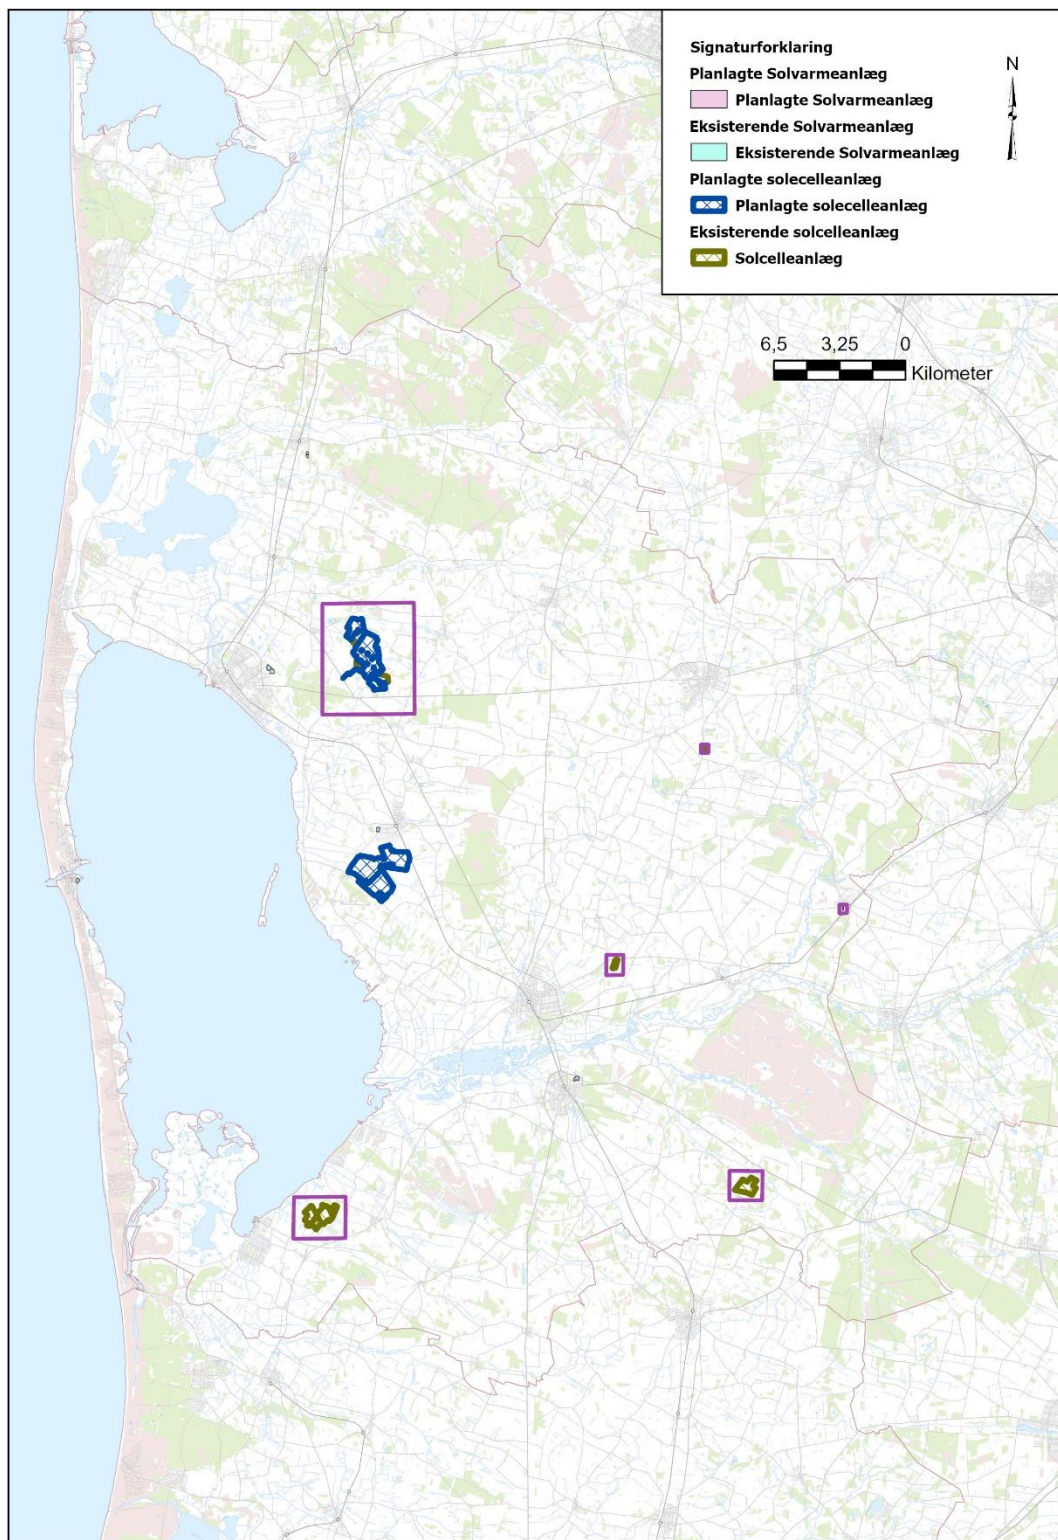 Signaturforklaring
Planlagte Solvarmeanlæg
Planlagte Solvarmeanlæg
Eksisterende Solvarmeanlæg
Eksisterende Solvarmeanlæg
Planlagte solecelleanlæg
Planlagte solecelleanlæg
Eksisterende solcelleanlæg
Solcelleanlæg
N
6,5 3,25 0
Kilometer